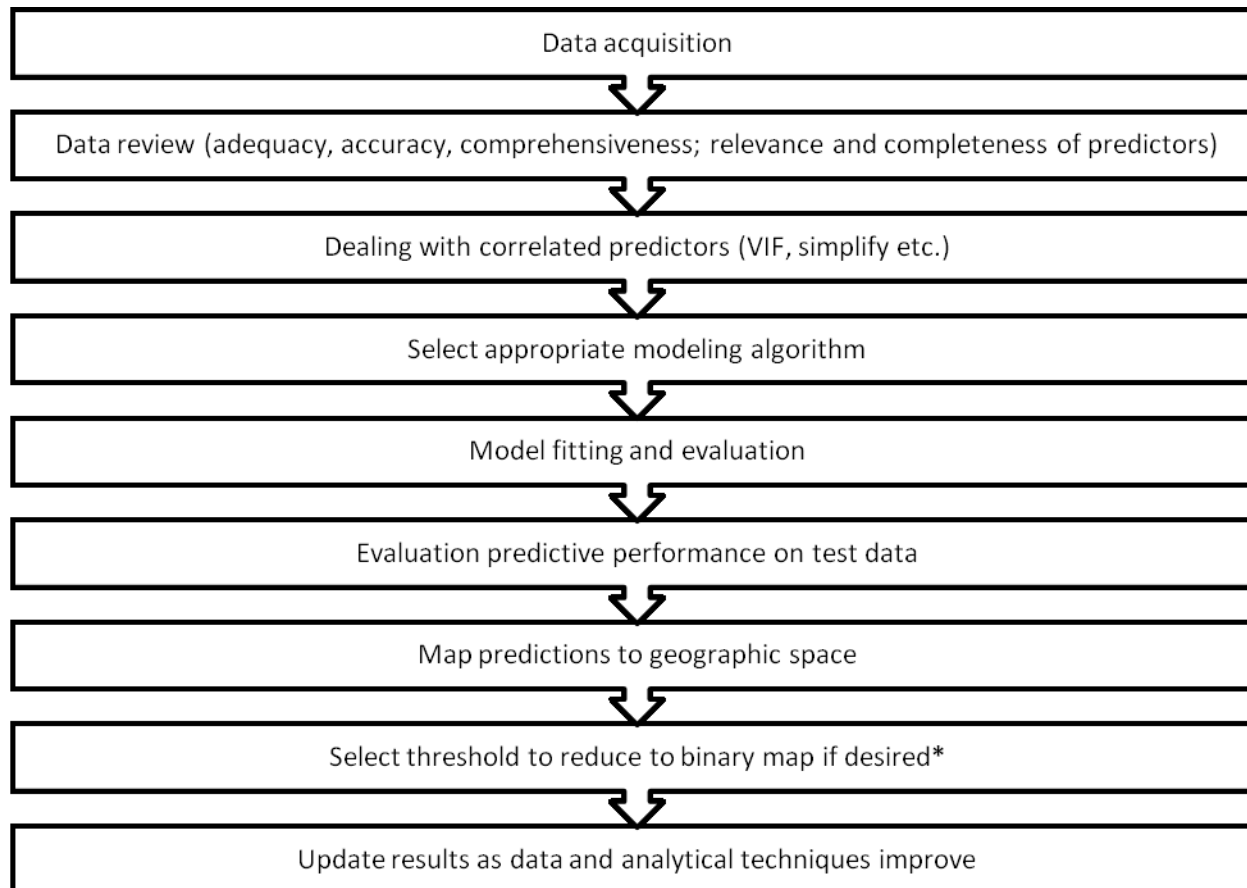 Data acquisition
Data review (adequacy, accuracy, comprehensiveness; relevance and completeness of predictors)
Dealing with correlated predictors (VIF, simplify etc.)
Select appropriate modeling algorithm
Model fitting and evaluation
Evaluation predictive performance on test data
Map predictions to geographic space
Select threshold to reduce to binary map if desired*
Update results as data and analytical techniques improve